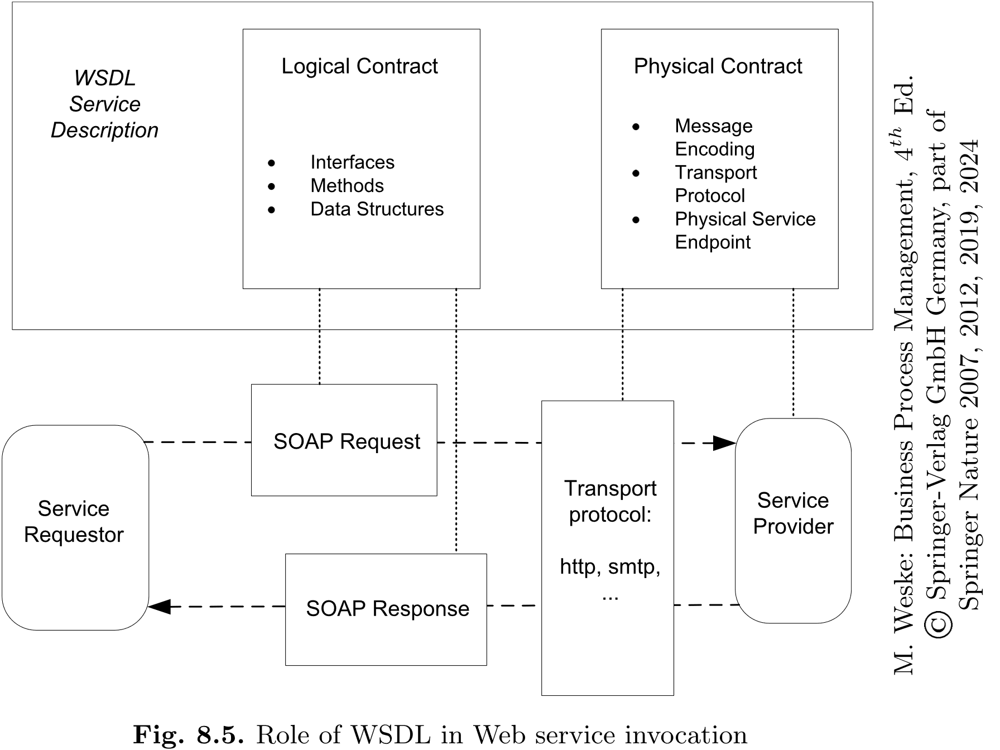 WSDL
Service
Description
Logical Contract
• Interfaces
• Methods
• Data Structures
Physical Contract
• Message
Encoding
• Transport
Protocol
• Physical Service
Endpoint
SOAP Request
Service
Requestor
Transport
protocol:
http, smtp,
...
Service
Provider
SOAP Response
M. Weske: Business Process Management, 4th Ed.
© Springer-Verlag GmbH Germany, part of
Springer Nature 2007, 2012, 2019, 2024
Fig. 8.5. Role of WSDL in Web service invocation